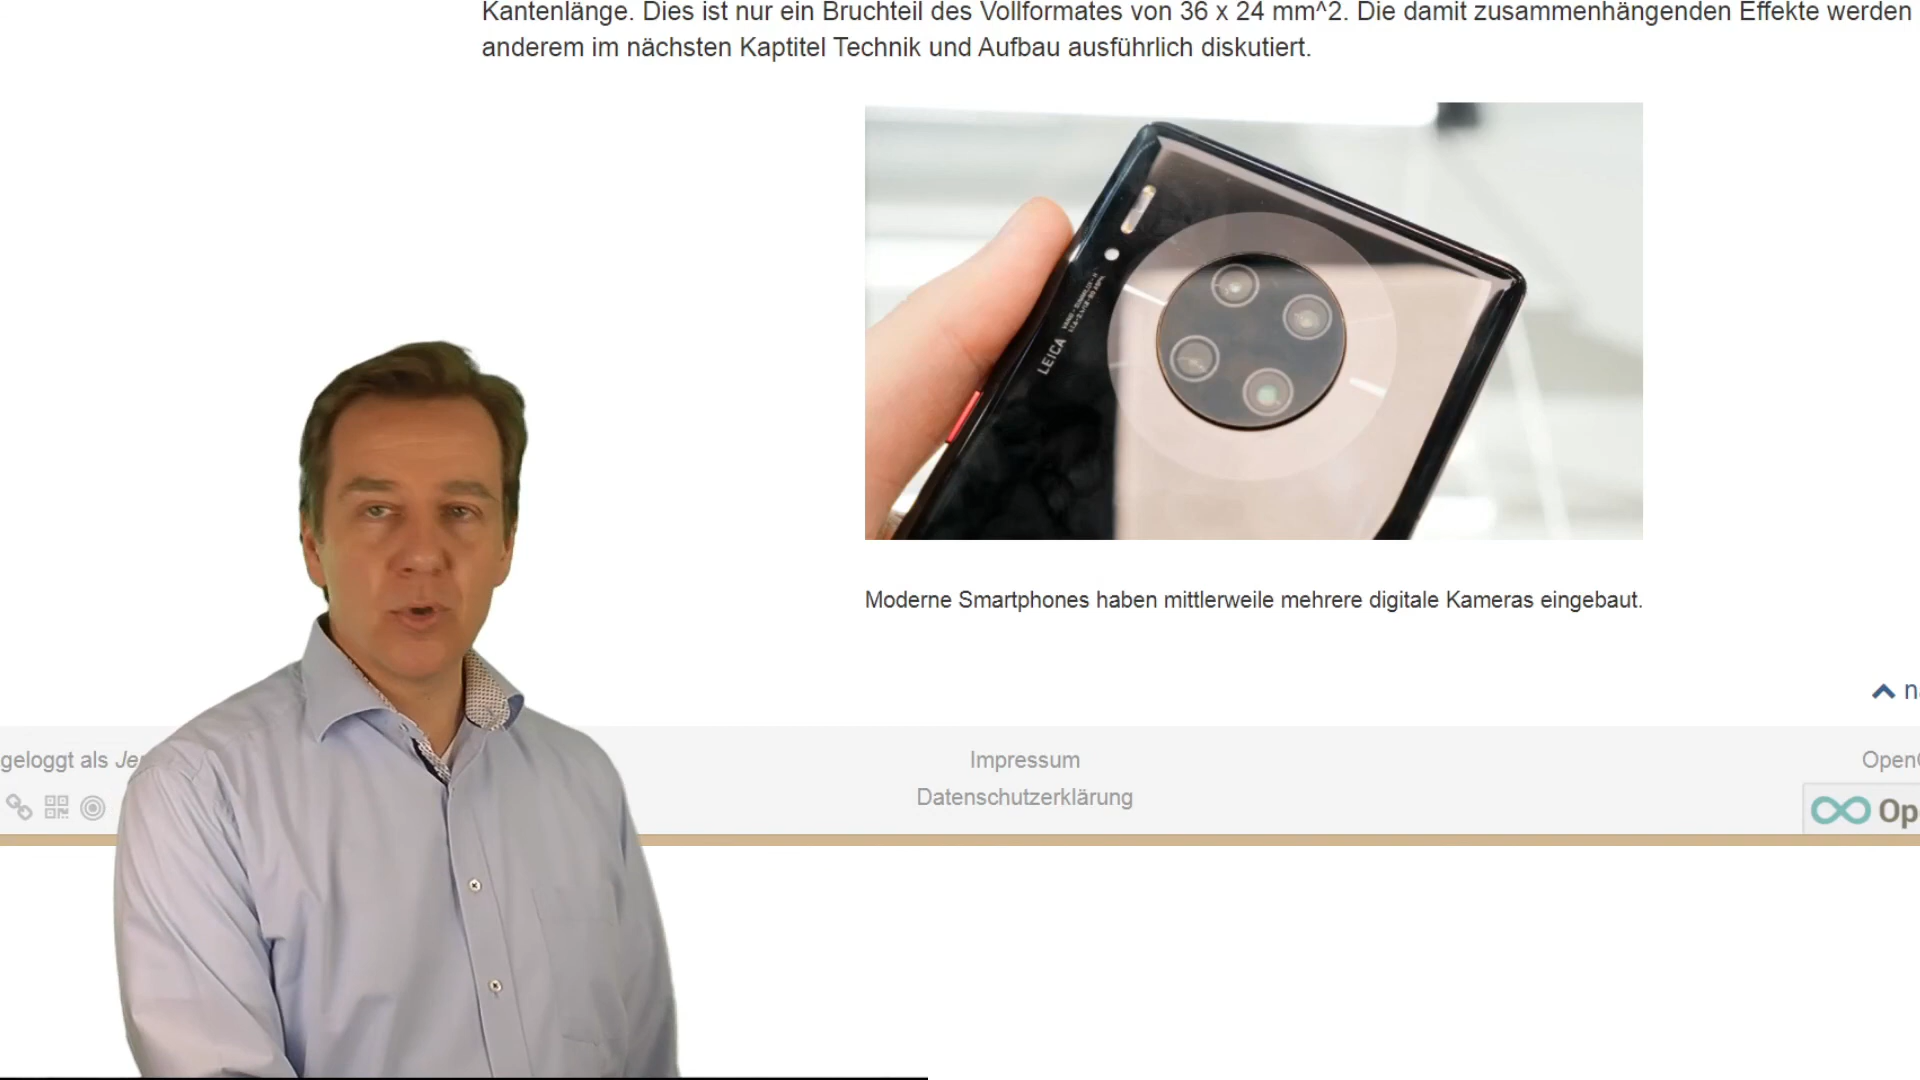 Kantenlänge. Dies ist nur ein Bruchteil des Vollformates von 36 x 24 mm^2. Die damit zusammenhängenden Effekte werden
anderem im nächsten Kaptitel Technik und Aufbau ausführlich diskutiert.
LEICA
Moderne Smartphones haben mittlerweile mehrere digitale Kameras eingebaut.
geloggt als Je
Impressum
Datenschutzerklärung
Open
Op